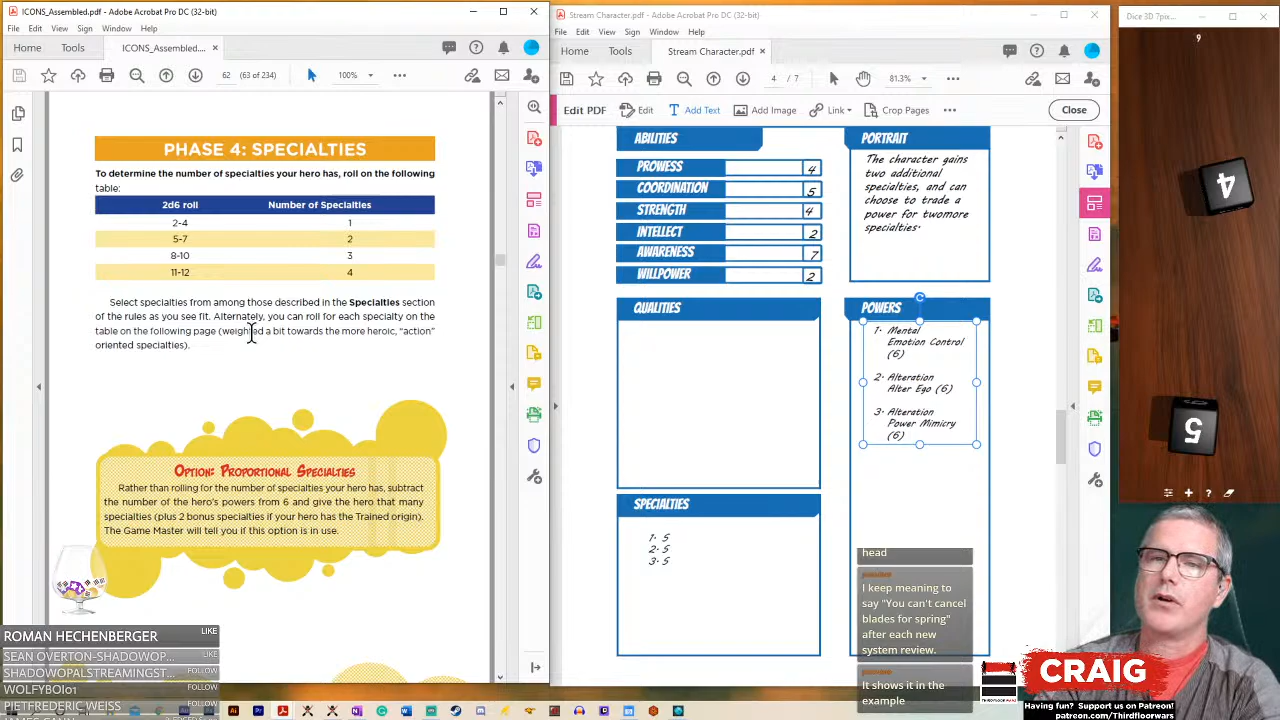 ICONS_Assembled.pdf - Adobe Acrobat Pro DC (32-bit)
File Edit View Sign Window Help
Home Tools ICONS_Assembled....
62 (63 of 234) 100%
PHASE 4: SPECIALTIES
To determine the number of specialties your hero has, roll on the following
table:
2d6 roll Number of Specialties
2-4 1
5-7 2
8-10 3
11-12 4
Select specialties from among those described in the Specialties section
of the rules as you see fit. Alternately, you can roll for each specialty on the
table on the following page (weighted a bit towards the more heroic, "action"
oriented specialties).
OPTION: PROPORTIONAL SPECIALTIES
Rather than rolling for the number of specialties your hero has, subtract
the number of the hero's powers from 6 and give the hero that many
specialties (plus 2 bonus specialties if your hero has the Trained origin).
The Game Master will tell you if this option is in use.
ROMAN HECHENBERGER LIKE
SEAN OVERTON-SHADOWOP... LIKE
SHADOWOPALSTREAMINGST... FOLLOW
WOLFYBOI01 FOLLOW
PIETFREDERIC_WEISS FOLLOW
Stream Character.pdf - Adobe Acrobat Pro DC (32-bit)
File Edit View Sign Window Help
Home Tools Stream Character.pdf
4 / 7 81.3%
Edit PDF Edit Add Text Add Image Link Crop Pages Close
ABILITIES
PROWESS 4
COORDINATION 5
STRENGTH 4
INTELLECT 2
AWARENESS 7
WILLPOWER 2
PORTRAIT
The character gains
two additional
specialties, and can
choose to trade a
power for twomore
specialties.
QUALITIES
POWERS
1. Mental
Emotion Control
(6)
2. Alteration
Alter Ego (6)
3. Alteration
Power Mimicry
(6)
SPECIALTIES
1. 5
2. 5
3. 5
head
I keep meaning to
say "You can't cancel
blades for spring"
after each new
system review.
It shows it in the
example
Dice 3D 7pix...
9
4
5
THIRDFLOORWARS
CRAIG
Having fun? Support us on Patreon!
patreon.com/Thirdfloorwars